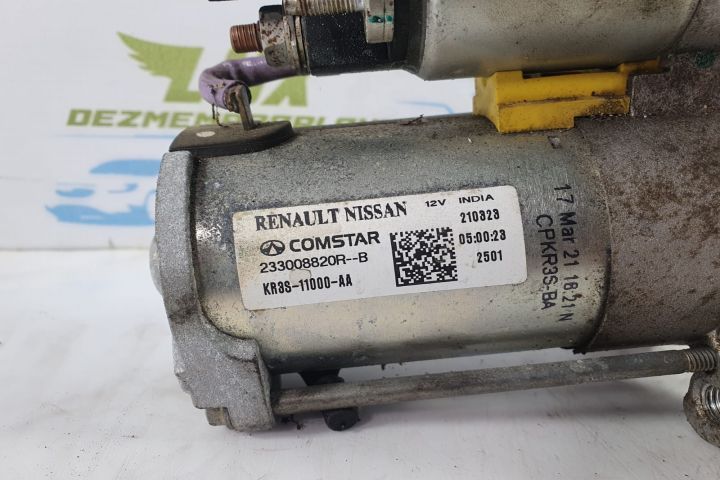 DEZMEMBR
RENAULT NISSAN 12V INDIA
210323
COMSTAR 05:00:23
233008820R--B 2501
KR3S-11000-AA
17 Mar 21 18:21 N
CPKR3S-BA